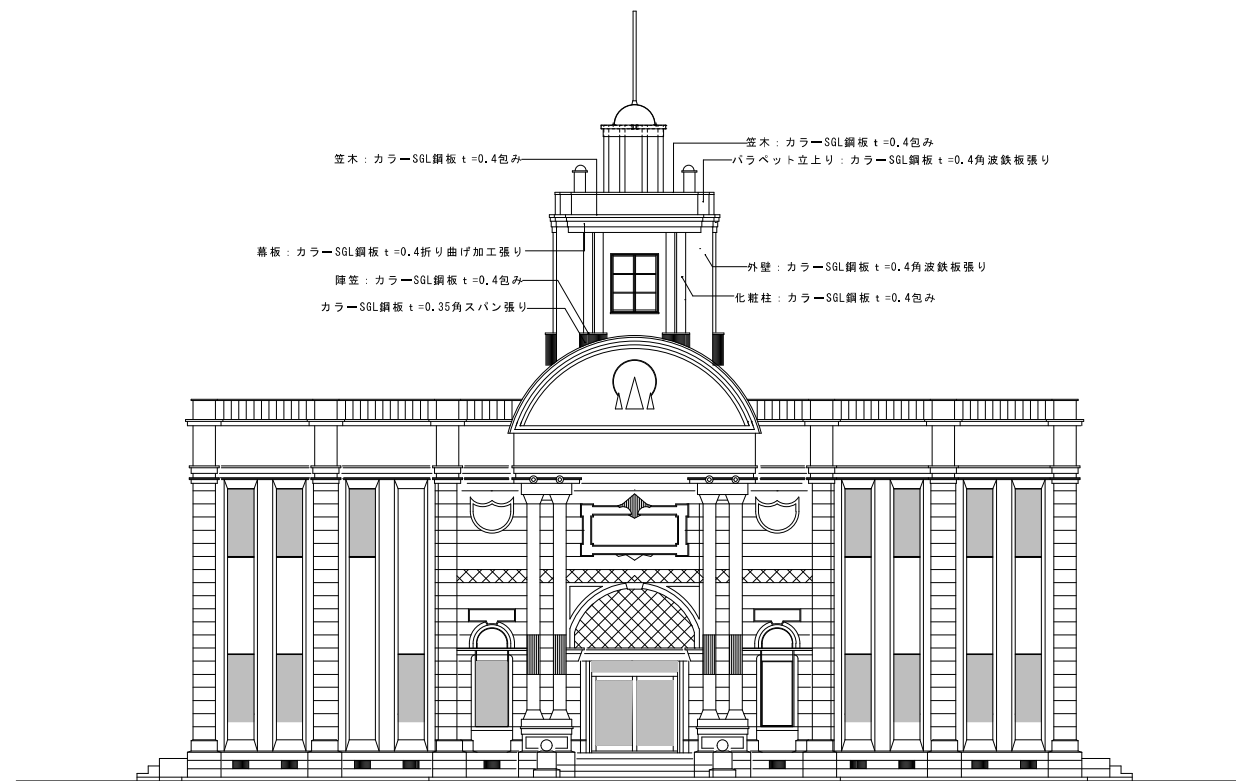 笠木：カラーSGL鋼板ｔ=0.4包み
笠木：カラーSGL鋼板ｔ=0.4包み
パラペット立上り：カラーSGL鋼板ｔ=0.4角波鉄板張り
幕板：カラーSGL鋼板ｔ=0.4折り曲げ加工張り
外壁：カラーSGL鋼板ｔ=0.4角波鉄板張り
陣笠：カラーSGL鋼板ｔ=0.4包み
化粧柱：カラーSGL鋼板ｔ=0.4包み
カラーSGL鋼板ｔ=0.35角スパン張り